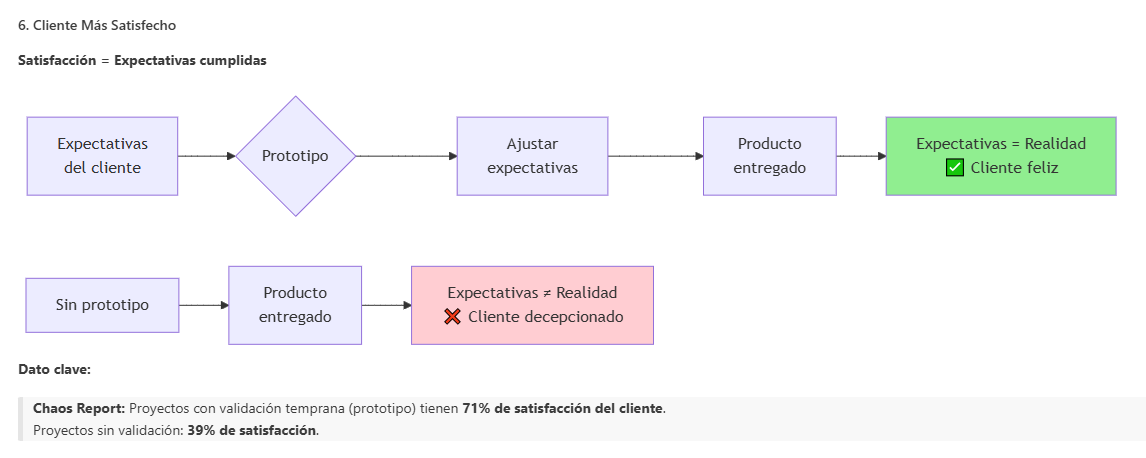 6. Cliente Más Satisfecho
Satisfacción = Expectativas cumplidas
Expectativas
del cliente
Prototipo
Ajustar
expectativas
Producto
entregado
Expectativas = Realidad
✅ Cliente feliz
Sin prototipo
Producto
entregado
Expectativas ≠ Realidad
❌ Cliente decepcionado
Dato clave:
Chaos Report: Proyectos con validación temprana (prototipo) tienen 71% de satisfacción del cliente.
Proyectos sin validación: 39% de satisfacción.